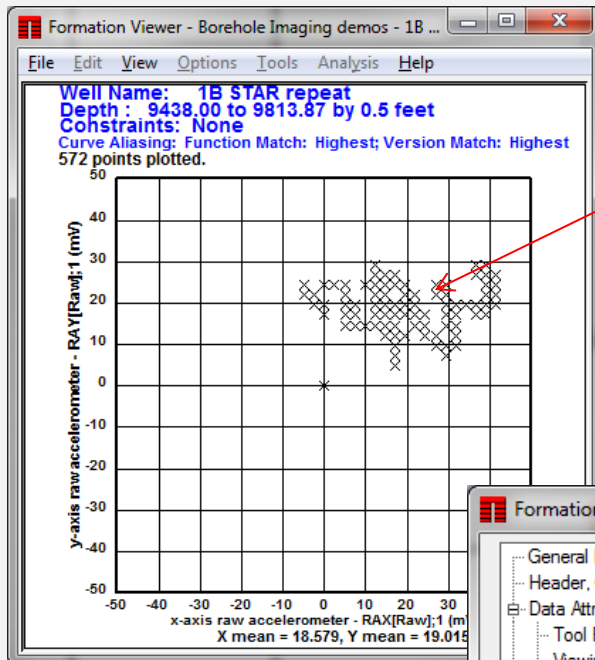 Formation Viewer - Borehole Imaging demos - 1B ...
File Edit View Options Tools Analysis Help
Well Name: 1B STAR repeat
Depth : 9438.00 to 9813.87 by 0.5 feet
Constraints: None
Curve Aliasing: Function Match: Highest; Version Match: Highest
572 points plotted.
50
40
30
20
10
0
-10
-20
-30
-40
-50
y-axis raw accelerometer - RAY[Raw];1 (mV)
-50 -40 -30 -20 -10 0 10 20 30
x-axis raw accelerometer - RAX[Raw];1 (m
X mean = 18.579, Y mean = 19.015
Formation
General
Header,
Data Attr
Tool
Viewin